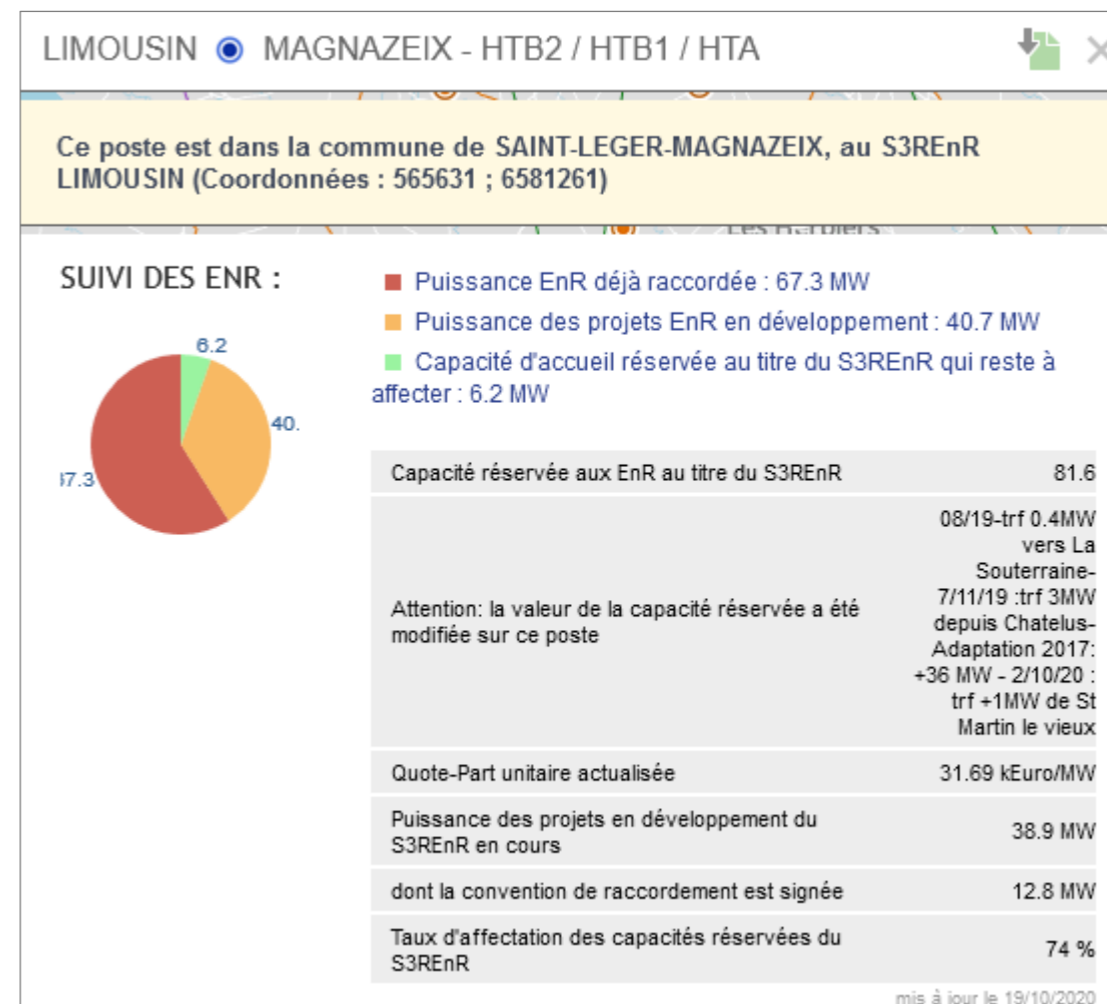 LIMOUSIN MAGNAZEIX - HTB2 / HTB1 / HTA
Ce poste est dans la commune de SAINT-LEGER-MAGNAZEIX, au S3REnR
LIMOUSIN (Coordonnées : 565631 ; 6581261)
Les Herbiers
SUIVI DES ENR :
Puissance EnR déjà raccordée : 67.3 MW
Puissance des projets EnR en développement : 40.7 MW
Capacité d'accueil réservée au titre du S3REnR qui reste à
affecter : 6.2 MW
6.2
40.
37.3
Capacité réservée aux EnR au titre du S3REnR 81.6
Attention: la valeur de la capacité réservée a été
modifiée sur ce poste
08/19-trf 0.4MW
vers La
Souterraine-
7/11/19 :trf 3MW
depuis Chatelus-
Adaptation 2017:
+36 MW - 2/10/20 :
trf +1MW de St
Martin le vieux
Quote-Part unitaire actualisée 31.69 kEuro/MW
Puissance des projets en développement du
S3REnR en cours
38.9 MW
dont la convention de raccordement est signée 12.8 MW
Taux d'affectation des capacités réservées du
S3REnR
74 %
mis à jour le 19/10/2020